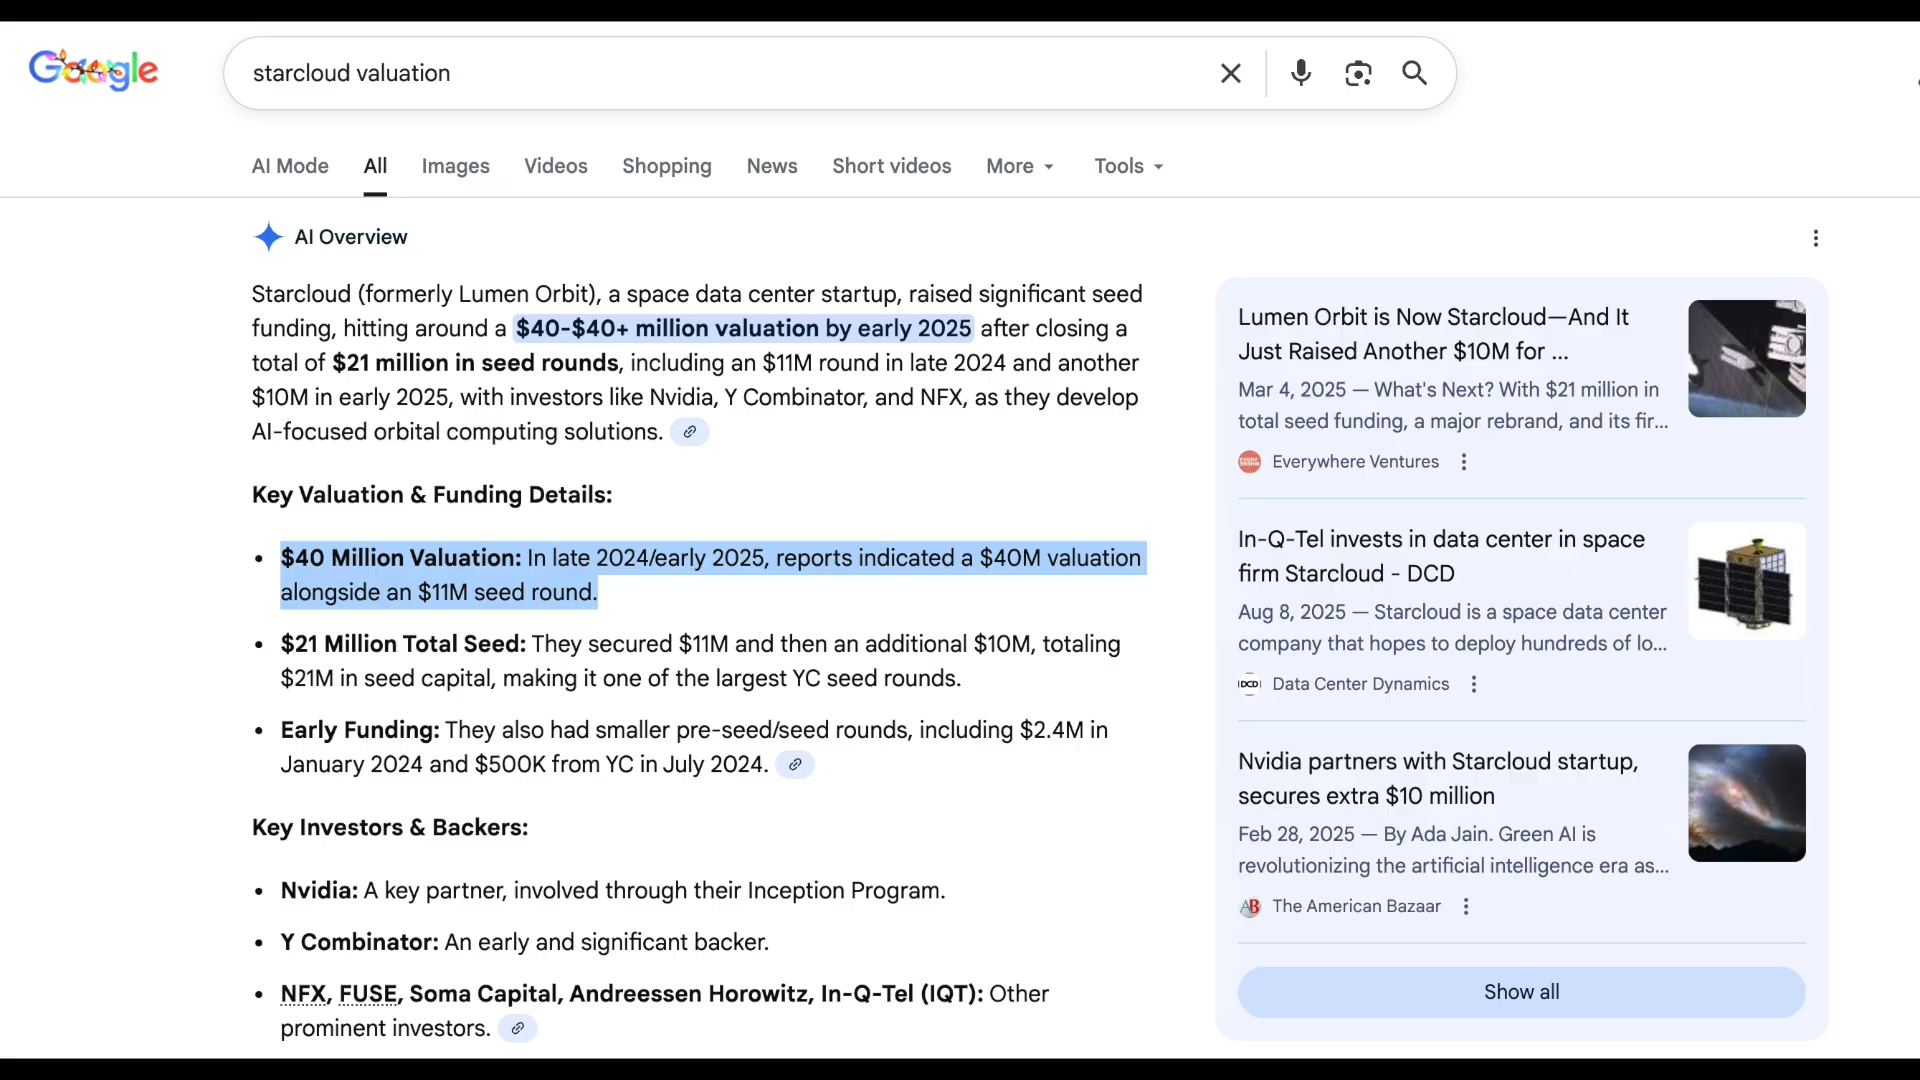 Google
starcloud valuation
AI Mode All Images Videos Shopping News Short videos More Tools
AI Overview
Starcloud (formerly Lumen Orbit), a space data center startup, raised significant seed
funding, hitting around a $40-$40+ million valuation by early 2025 after closing a
total of $21 million in seed rounds, including an $11M round in late 2024 and another
$10M in early 2025, with investors like Nvidia, Y Combinator, and NFX, as they develop
AI-focused orbital computing solutions.
Key Valuation & Funding Details:
• $40 Million Valuation: In late 2024/early 2025, reports indicated a $40M valuation
alongside an $11M seed round.
• $21 Million Total Seed: They secured $11M and then an additional $10M, totaling
$21M in seed capital, making it one of the largest YC seed rounds.
• Early Funding: They also had smaller pre-seed/seed rounds, including $2.4M in
January 2024 and $500K from YC in July 2024.
Key Investors & Backers:
• Nvidia: A key partner, involved through their Inception Program.
• Y Combinator: An early and significant backer.
• NFX, FUSE, Soma Capital, Andreessen Horowitz, In-Q-Tel (IQT): Other
prominent investors.
Lumen Orbit is Now Starcloud—And It
Just Raised Another $10M for ...
Mar 4, 2025 — What's Next? With $21 million in
total seed funding, a major rebrand, and its fir...
Everywhere Ventures
In-Q-Tel invests in data center in space
firm Starcloud - DCD
Aug 8, 2025 — Starcloud is a space data center
company that hopes to deploy hundreds of lo...
DCD Data Center Dynamics
Nvidia partners with Starcloud startup,
secures extra $10 million
Feb 28, 2025 — By Ada Jain. Green AI is
revolutionizing the artificial intelligence era as...
AB The American Bazaar
Show all